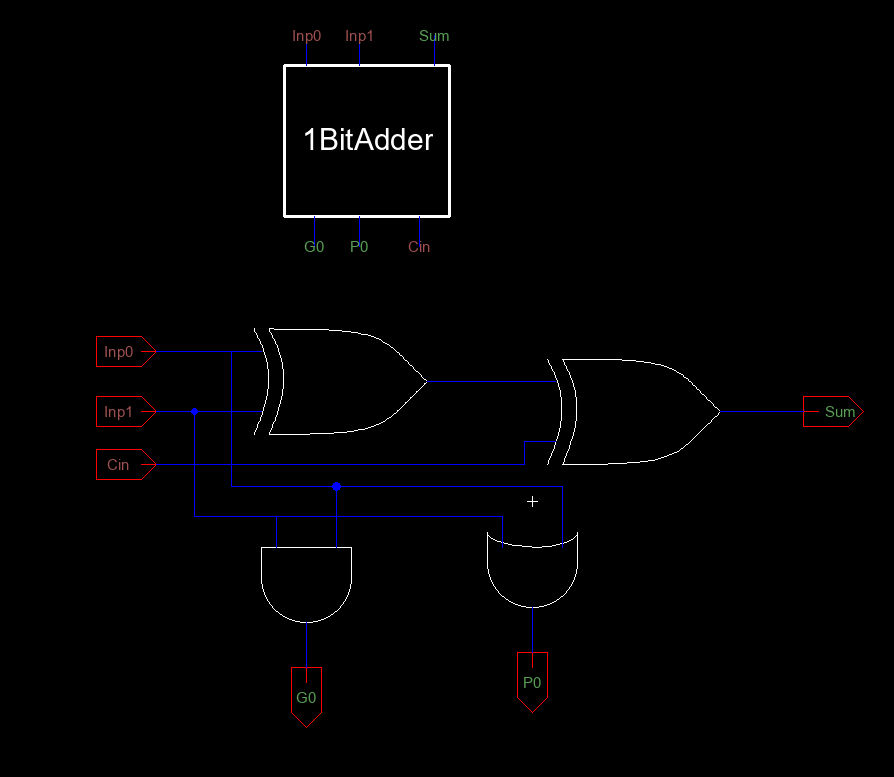 Inp0 Inp1 Sum
1BitAdder
G0 P0 Cin
Inp0
Inp1
Sum
Cin
P0
G0